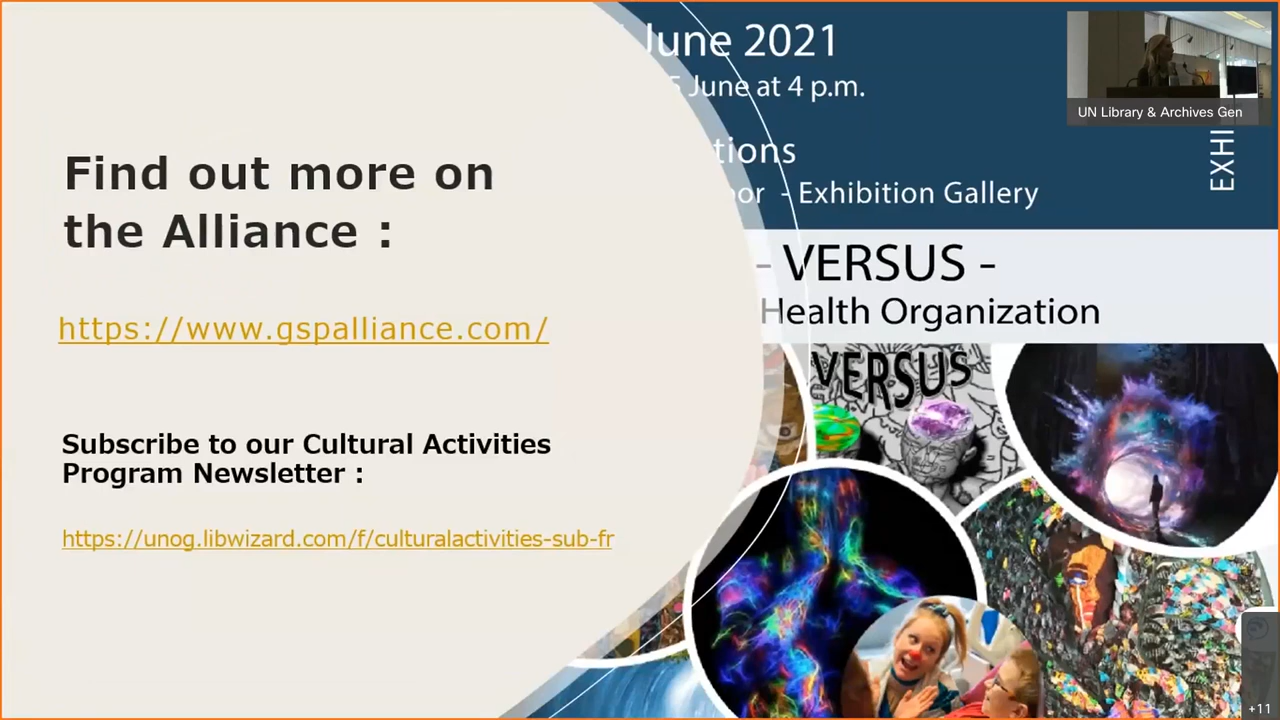 Find out more on
the Alliance :
https://www.gspalliance.com/
Subscribe to our Cultural Activities
Program Newsletter :
https://unog.libwizard.com/f/culturalactivities-sub-fr
June 2021
5 June at 4 p.m.
tions
oor - Exhibition Gallery
EXHI
- VERSUS -
Health Organization
VERSUS
UN Library & Archives Gen
+11